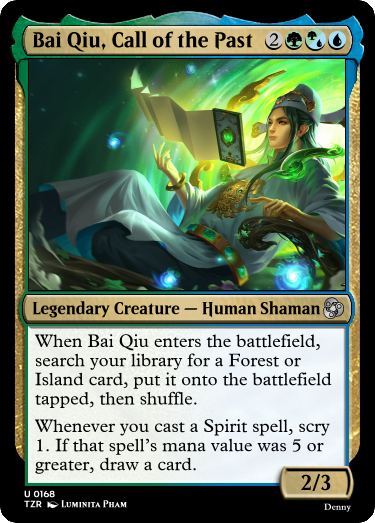 Bai Qiu, Call of the Past 2
Legendary Creature — Human Shaman
When Bai Qiu enters the battlefield,
search your library for a Forest or
Island card, put it onto the battlefield
tapped, then shuffle.
Whenever you cast a Spirit spell, scry
1. If that spell's mana value was 5 or
greater, draw a card.
2/3
U 0168
TZR Luminita Pham
Denny